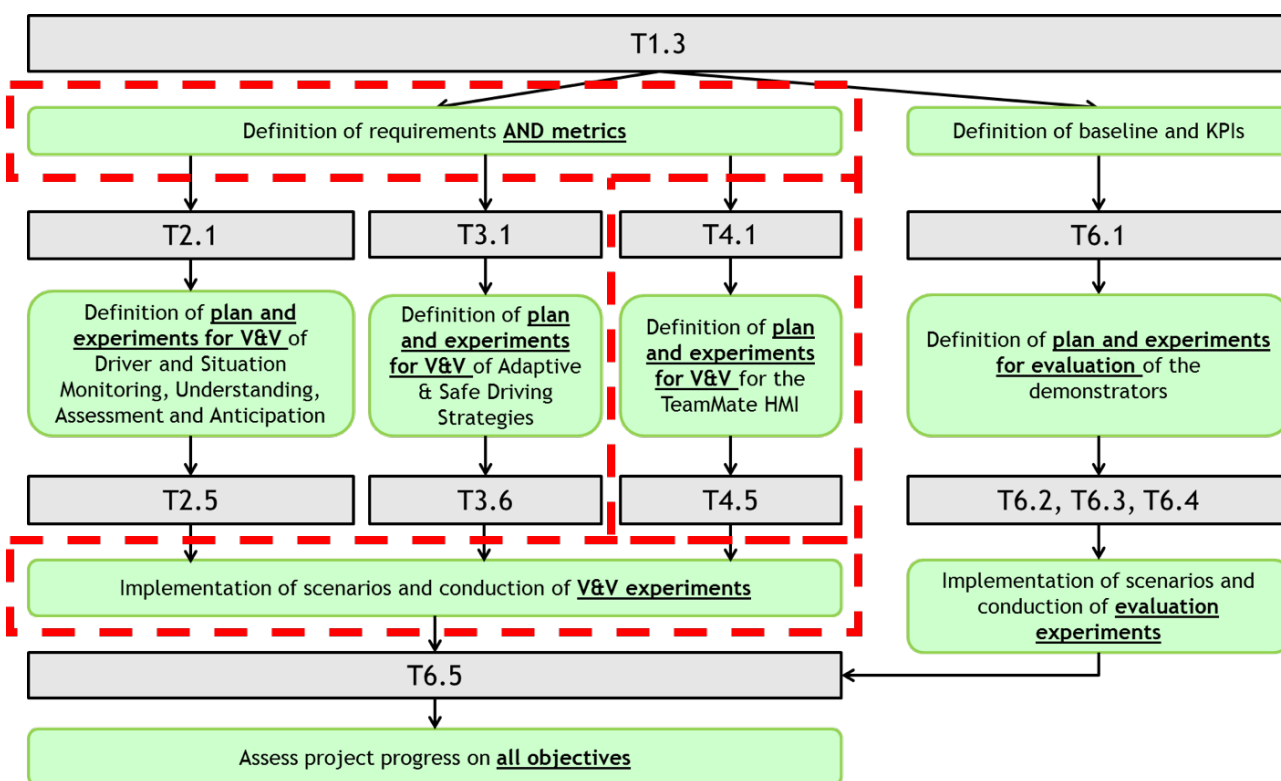 T1.3
Definition of requirements AND metrics
Definition of baseline and KPIs
T2.1
T3.1
T4.1
T6.1
Definition of plan and
experiments for V&V of
Driver and Situation
Monitoring, Understanding,
Assessment and Anticipation
Definition of plan
and experiments
for V&V of Adaptive
& Safe Driving
Strategies
Definition of plan
and experiments
for V&V for the
TeamMate HMI
Definition of plan and experiments
for evaluation of the
demonstrators
T2.5
T3.6
T4.5
T6.2, T6.3, T6.4
Implementation of scenarios and conduction of V&V experiments
Implementation of scenarios and
conduction of evaluation
experiments
T6.5
Assess project progress on all objectives